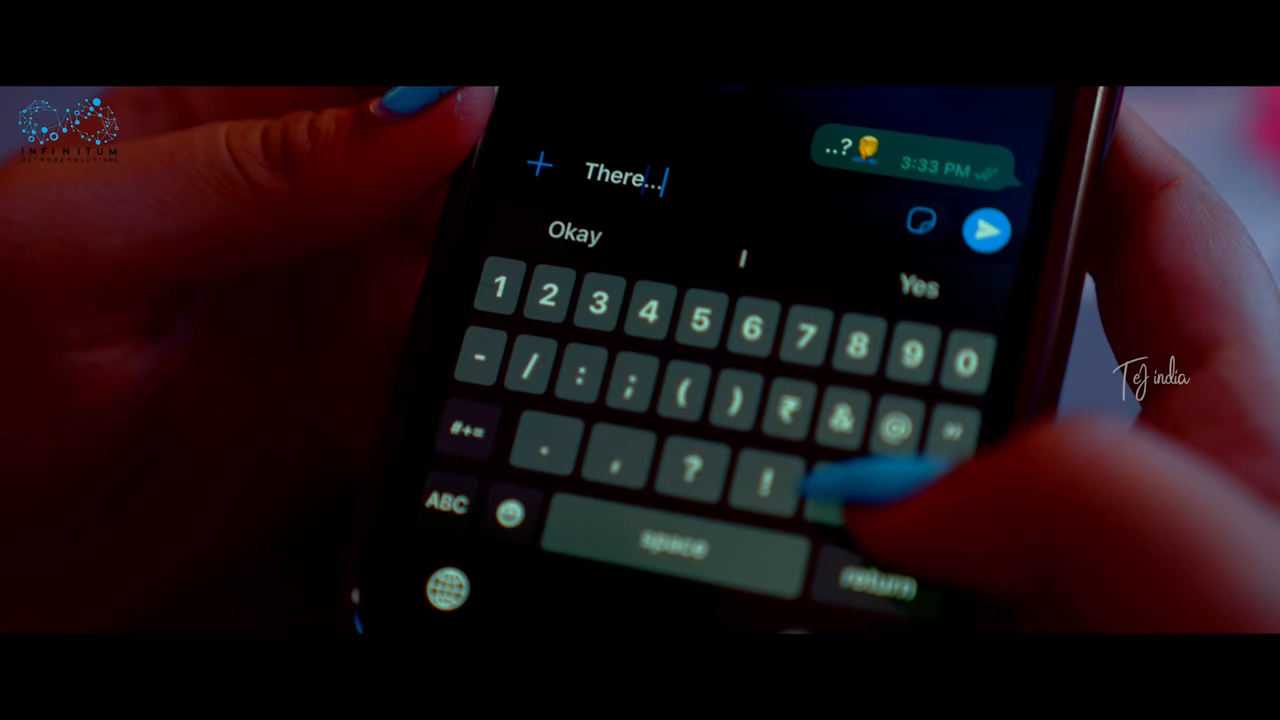 INFINITUM
NETWORK SOLUTIONS
..?🤦
3:33 PM
There...
Okay
I
Yes
1 2 3 4 5 6 7 8 9 0
- / : ; ( ) ₹ & @ "
#+= . , ? !
ABC space return
Tej india